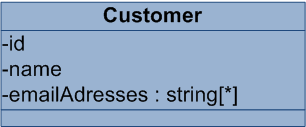 Customer
-id
-name
-emailAdresses : string[*]